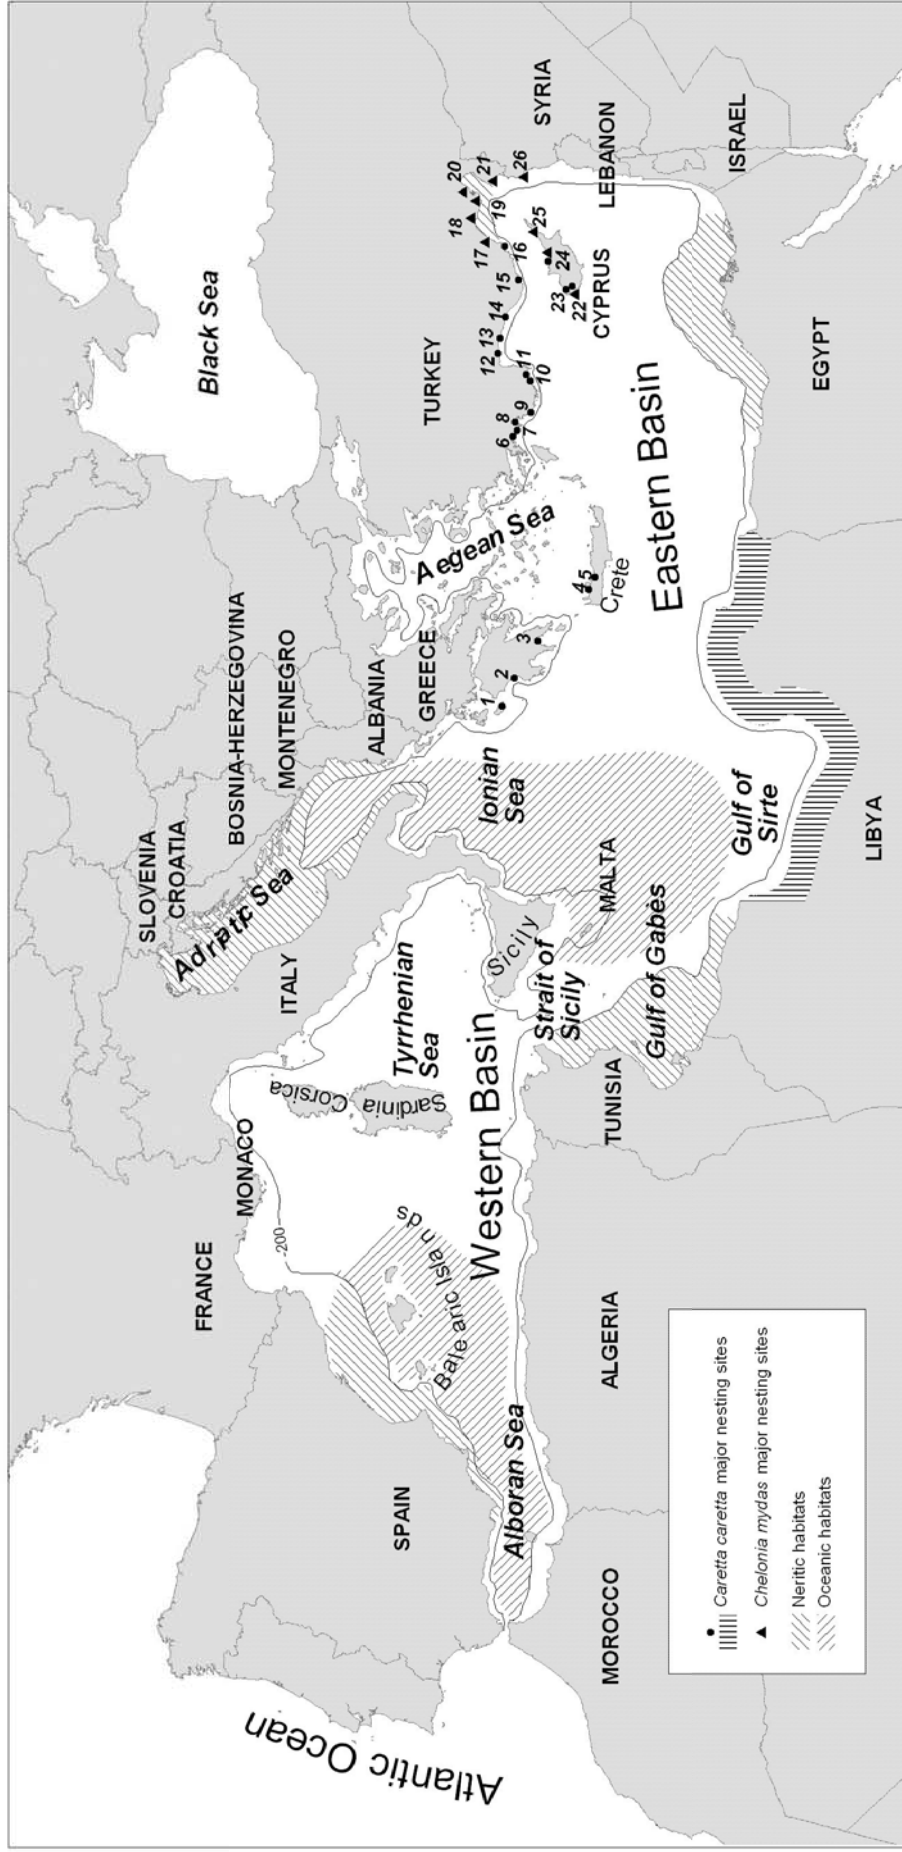 Atlantic Ocean
Black Sea
FRANCE
MONACO
SLOVENIA
CROATIA
BOSNIA-HERZEGOVINA
MONTENEGRO
ALBANIA
GREECE
TURKEY
ITALY
Adriatic Sea
Corsica
Sardinia
-200
SPAIN
Balearic Islands
Tyrrhenian
Sea
Western Basin
Alboran Sea
Sicily
Strait of
Sicily
Ionian
Sea
Aegean Sea
Crete
Eastern Basin
CYPRUS
SYRIA
LEBANON
ISRAEL
MALTA
Gulf of Gabès
Gulf of
Sirte
MOROCCO
ALGERIA
TUNISIA
LIBYA
EGYPT
1
2
3
4
5
6
7
8
9
10
11
12
13
14
15
16
17
18
19
20
21
22
23
24
25
26
Caretta caretta major nesting sites
Chelonia mydas major nesting sites
Neritic habitats
Oceanic habitats